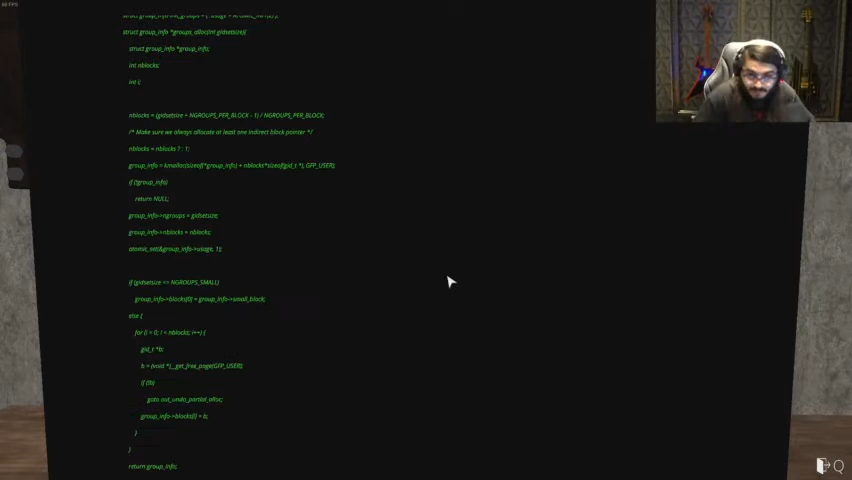 struct group_info *groups_alloc(int gidsetsize){
struct group_info *group_info;
int nblocks;
int i;
nblocks = (gidsetsize + NGROUPS_PER_BLOCK - 1) / NGROUPS_PER_BLOCK;
/* Make sure we always allocate at least one indirect block pointer */
nblocks = nblocks ? : 1;
group_info = kmalloc(sizeof(*group_info) + nblocks*sizeof(gid_t *), GFP_USER);
if (!group_info)
return NULL;
group_info->ngroups = gidsetsize;
group_info->nblocks = nblocks;
atomic_set(&group_info->usage, 1);
if (gidsetsize <= NGROUPS_SMALL)
group_info->blocks[0] = group_info->small_block;
else {
for (i = 0; i < nblocks; i++) {
gid_t *b;
b = (void *)__get_free_page(GFP_USER);
if (!b)
goto out_undo_partial_alloc;
group_info->blocks[i] = b;
}
}
return group_info;
Q